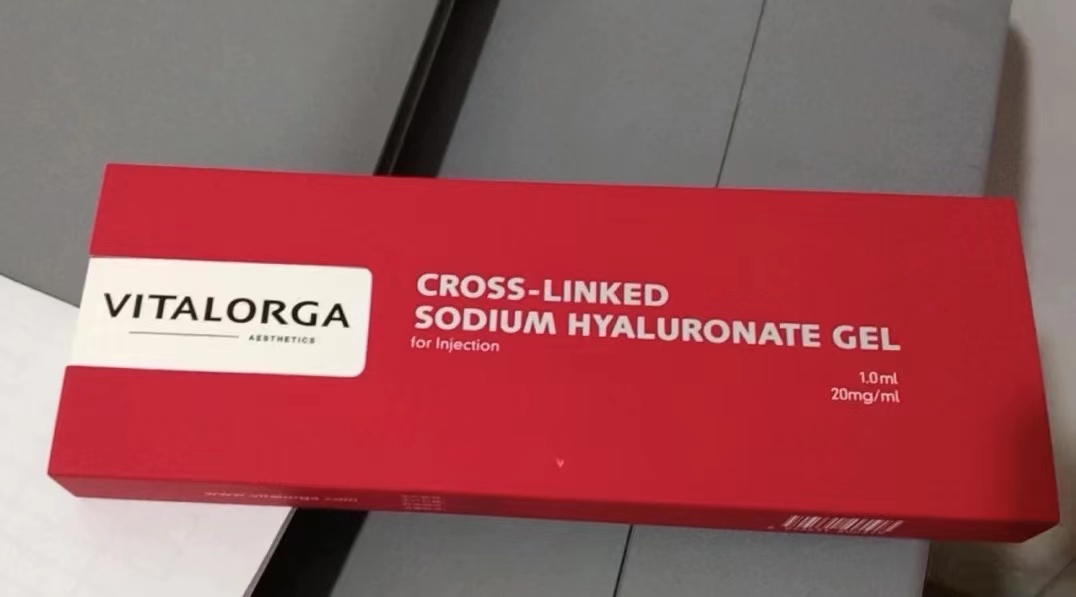 VITALORGA
AESTHETICS
CROSS-LINKED
SODIUM HYALURONATE GEL
for Injection
1.0ml
20mg/ml